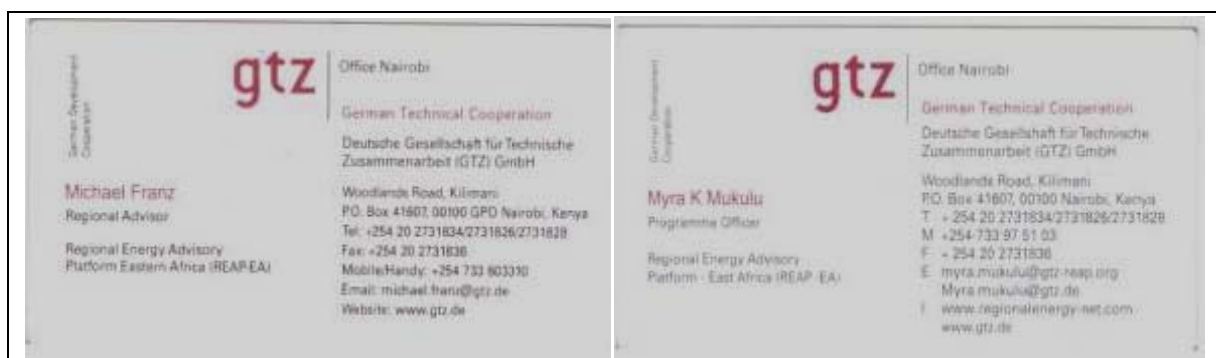 German Development
Cooperation
gtz
Office Nairobi
German Technical Cooperation
Deutsche Gesellschaft für Technische
Zusammenarbeit (GTZ) GmbH
Michael Franz
Regional Advisor
Regional Energy Advisory
Platform Eastern Africa (REAP-EA)
Woodlands Road, Kilimani
P.O. Box 41607, 00100 GPO Nairobi, Kenya
Tel: +254 20 2731834/2731826/2731828
Fax: +254 20 2731836
Mobile/Handy: +254 733 603310
Email: michael.franz@gtz.de
Website: www.gtz.de
German Development
Cooperation
gtz
Office Nairobi
German Technical Cooperation
Deutsche Gesellschaft für Technische
Zusammenarbeit (GTZ) GmbH
Myra K Mukulu
Programme Officer
Regional Energy Advisory
Platform - East Africa (REAP -EA)
Woodlands Road, Kilimani
P.O. Box 41607, 00100 Nairobi, Kenya
T + 254 20 2731834/2731826/2731828
M +254-733 97 51 03
F + 254 20 2731836
E myra.mukulu@gtz-reap.org
Myra.mukulu@gtz.de
I www.regionalenergy-net.com
www.gtz.de